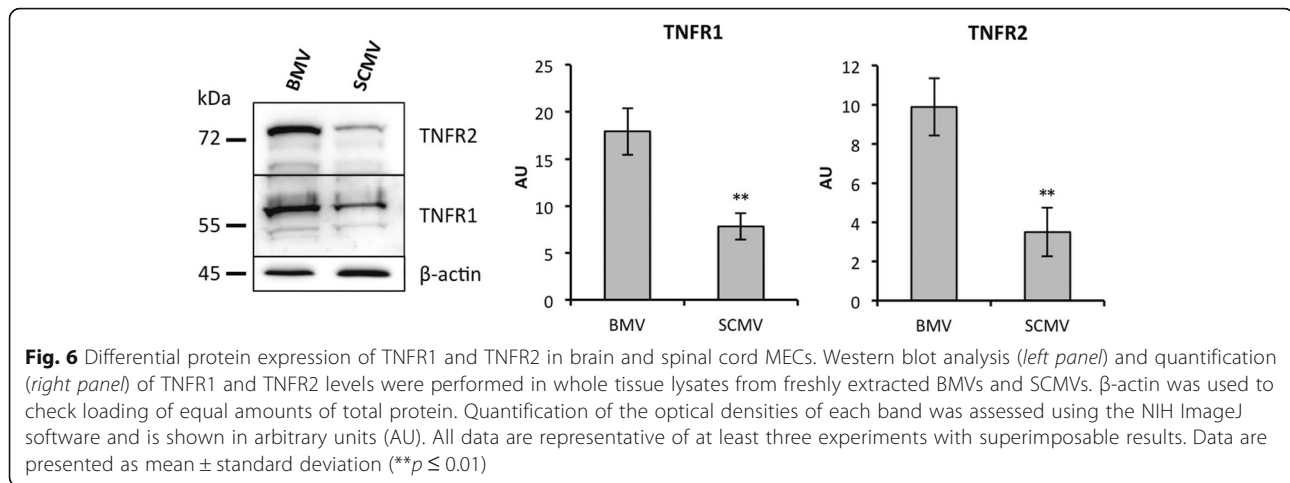 BMV
SCMV
kDa
72
TNFR2
55
TNFR1
45
β-actin
TNFR1
25
20
15
10
5
0
AU
**
BMV
SCMV
TNFR2
12
10
8
6
4
2
0
AU
**
BMV
SCMV
Fig. 6 Differential protein expression of TNFR1 and TNFR2 in brain and spinal cord MECs. Western blot analysis (left panel) and quantification
(right panel) of TNFR1 and TNFR2 levels were performed in whole tissue lysates from freshly extracted BMVs and SCMVs. β-actin was used to
check loading of equal amounts of total protein. Quantification of the optical densities of each band was assessed using the NIH ImageJ
software and is shown in arbitrary units (AU). All data are representative of at least three experiments with superimposable results. Data are
presented as mean ± standard deviation (**p ≤ 0.01)